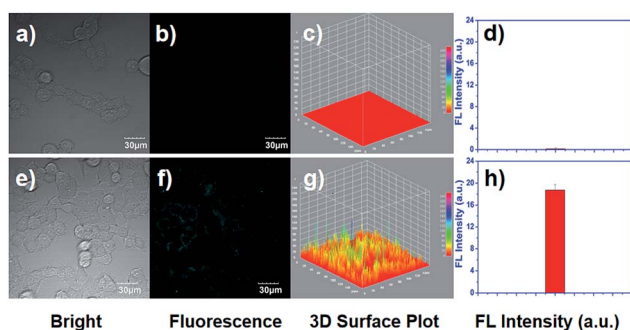 a)
30μm
b)
30μm
c)
d)
FL Intensity (a.u.)
24
20
16
12
8
4
0
e)
30μm
f)
30μm
g)
h)
FL Intensity (a.u.)
24
20
16
12
8
4
0
Bright
Fluorescence
3D Surface Plot
FL Intensity (a.u.)